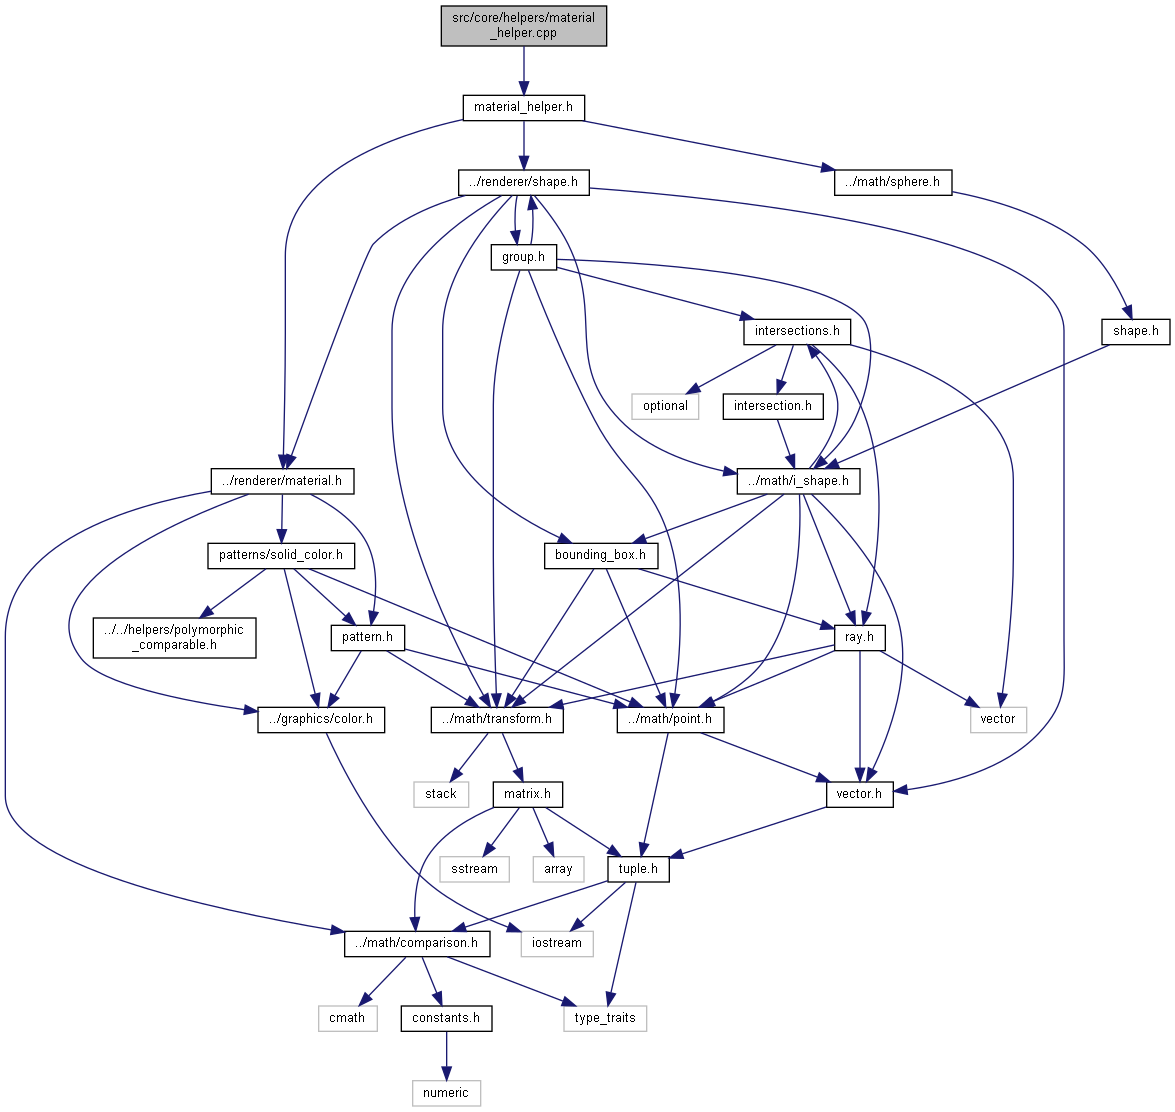 src/core/helpers/material
_helper.cpp
material_helper.h
../renderer/shape.h
../math/sphere.h
group.h
intersections.h
shape.h
optional
intersection.h
../renderer/material.h
../math/i_shape.h
patterns/solid_color.h
bounding_box.h
../../helpers/polymorphic
_comparable.h
pattern.h
ray.h
../graphics/color.h
../math/transform.h
../math/point.h
vector
stack
matrix.h
vector.h
sstream
array
tuple.h
../math/comparison.h
iostream
cmath
constants.h
type_traits
numeric